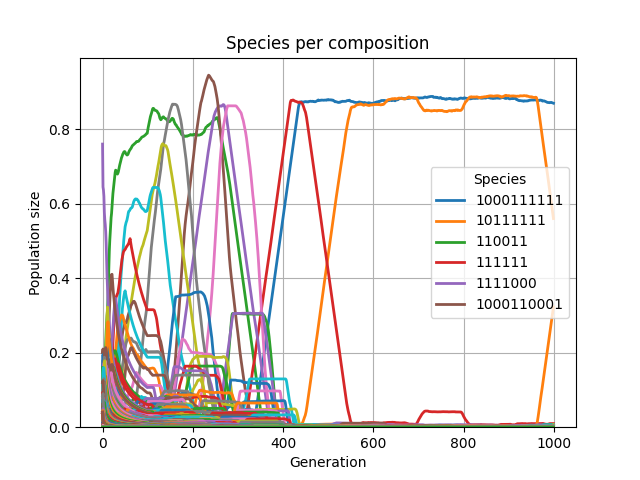 Species per composition
Population size
0.8
0.6
0.4
0.2
0.0
Species
1000111111
10111111
110011
111111
1111000
1000110001
0 200 400 600 800 1000
Generation